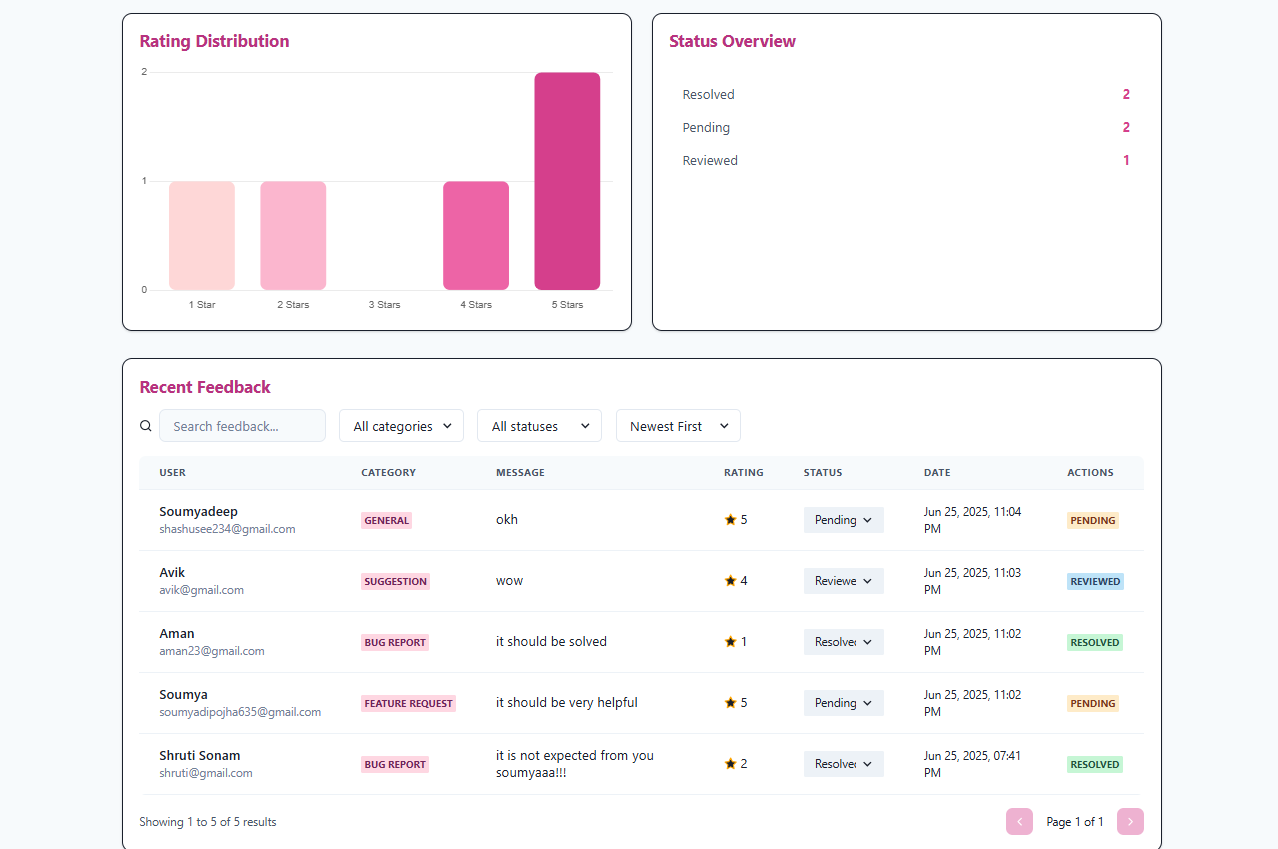 Rating Distribution
2
1
0
1 Star 2 Stars 3 Stars 4 Stars 5 Stars
Status Overview
Resolved 2
Pending 2
Reviewed 1
Recent Feedback
Search feedback... All categories All statuses Newest First
USER CATEGORY MESSAGE RATING STATUS DATE ACTIONS
Soumyadeep
shashusee234@gmail.com
GENERAL
okh
5
Pending
Jun 25, 2025, 11:04
PM
PENDING
Avik
avik@gmail.com
SUGGESTION
wow
4
Reviewe
Jun 25, 2025, 11:03
PM
REVIEWED
Aman
aman23@gmail.com
BUG REPORT
it should be solved
1
Resolved
Jun 25, 2025, 11:02
PM
RESOLVED
Soumya
soumyadipojha635@gmail.com
FEATURE REQUEST
it should be very helpful
5
Pending
Jun 25, 2025, 11:02
PM
PENDING
Shruti Sonam
shruti@gmail.com
BUG REPORT
it is not expected from you
soumyaaa!!!
2
Resolved
Jun 25, 2025, 07:41
PM
RESOLVED
Showing 1 to 5 of 5 results
Page 1 of 1